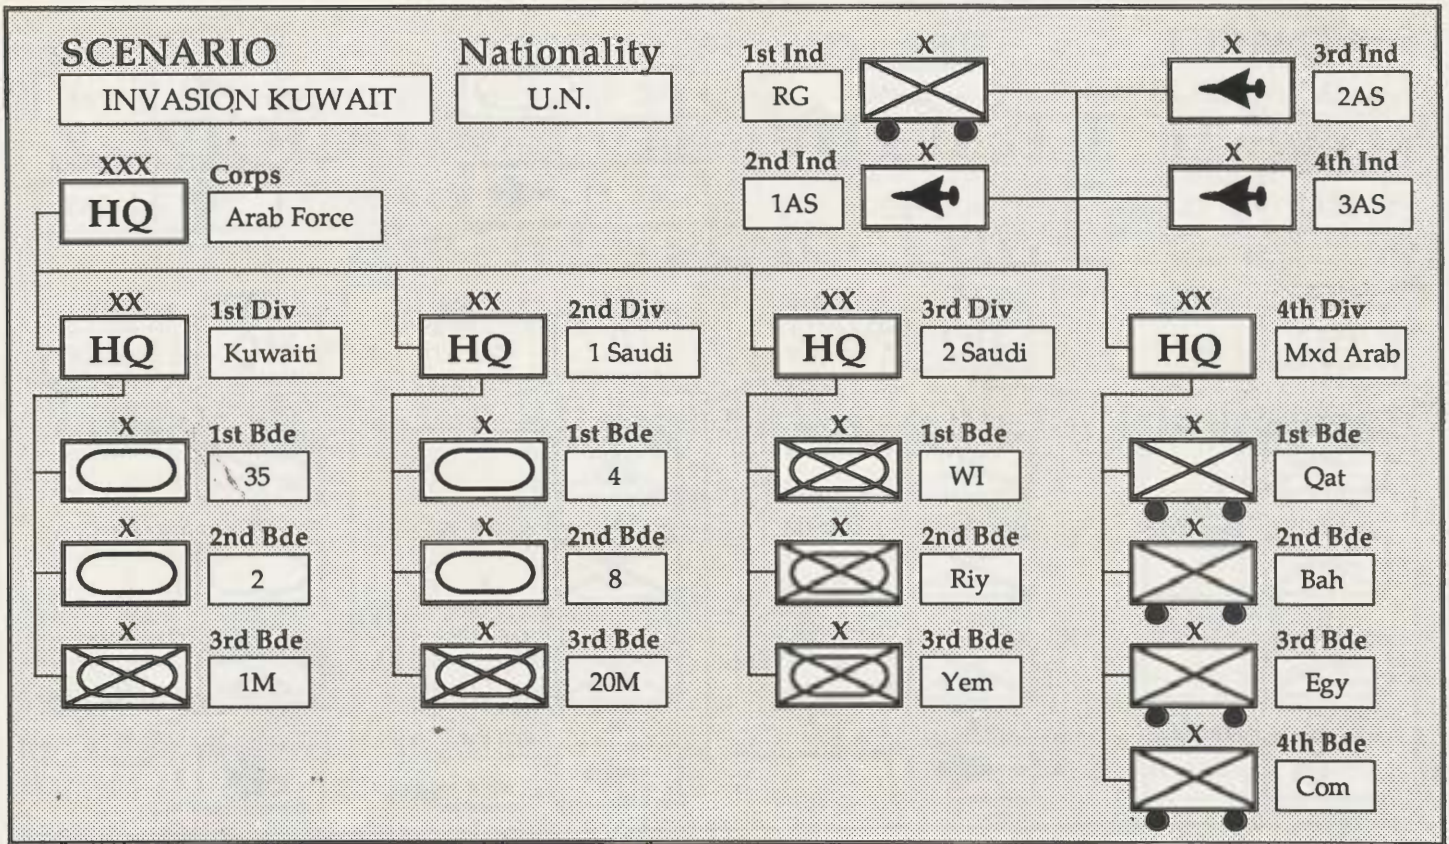 SCENARIO
INVASION KUWAIT
Nationality
U.N.
1st Ind
RG
X
X
3rd Ind
2AS
2nd Ind
1AS
X
X
4th Ind
3AS
XXX
HQ
Corps
Arab Force
XX
HQ
1st Div
Kuwaiti
XX
HQ
2nd Div
1 Saudi
XX
HQ
3rd Div
2 Saudi
XX
HQ
4th Div
Mxd Arab
X
1st Bde
35
X
1st Bde
4
X
1st Bde
WI
X
1st Bde
Qat
X
2nd Bde
2
X
2nd Bde
8
X
2nd Bde
Riy
X
2nd Bde
Bah
X
3rd Bde
1M
X
3rd Bde
20M
X
3rd Bde
Yem
X
3rd Bde
Egy
X
4th Bde
Com